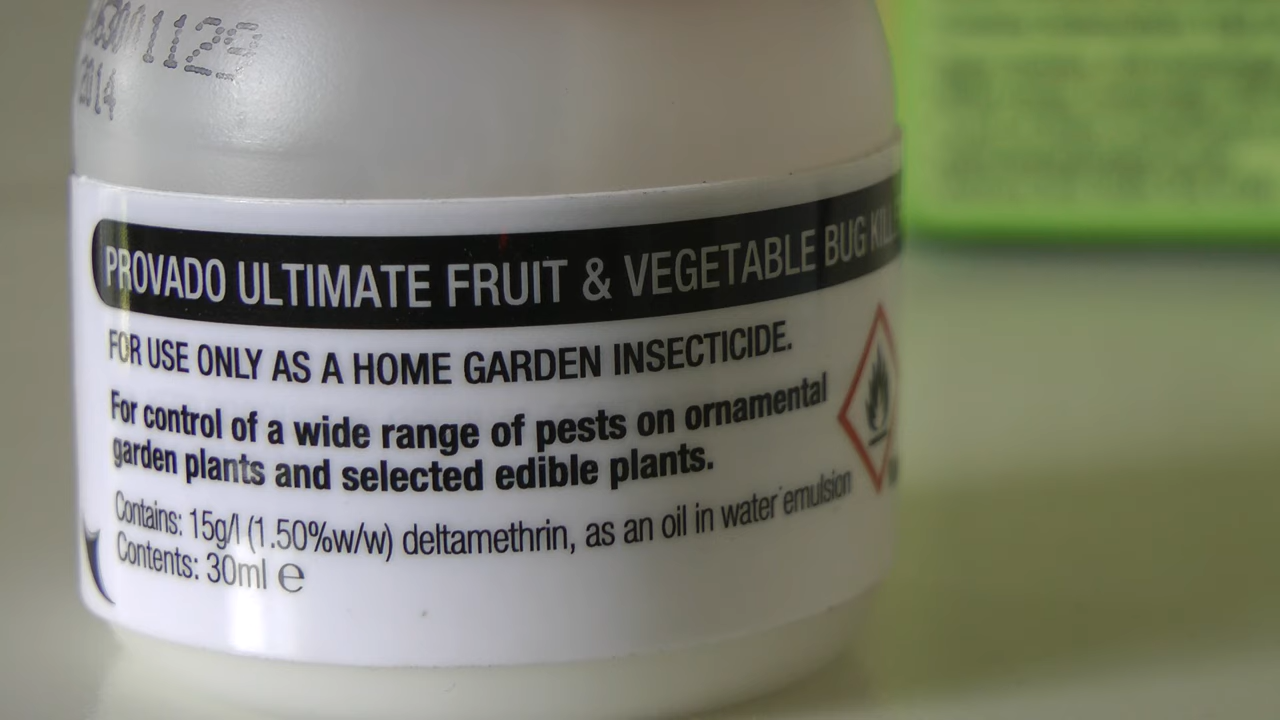 2014
PROVADO ULTIMATE FRUIT & VEGETABLE BUG
FOR USE ONLY AS A HOME GARDEN INSECTICIDE.
For control of a wide range of pests on ornamental
garden plants and selected edible plants.
Contains: 15g/l (1.50%w/w) deltamethrin, as an oil in water emulsion
Contents: 30ml ℮